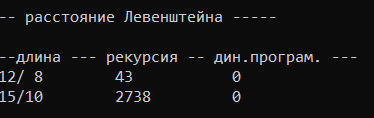 -- расстояние Левенштейна -----
--длина --- рекурсия -- дин.програм. ---
12/ 8 43 0
15/10 2738 0